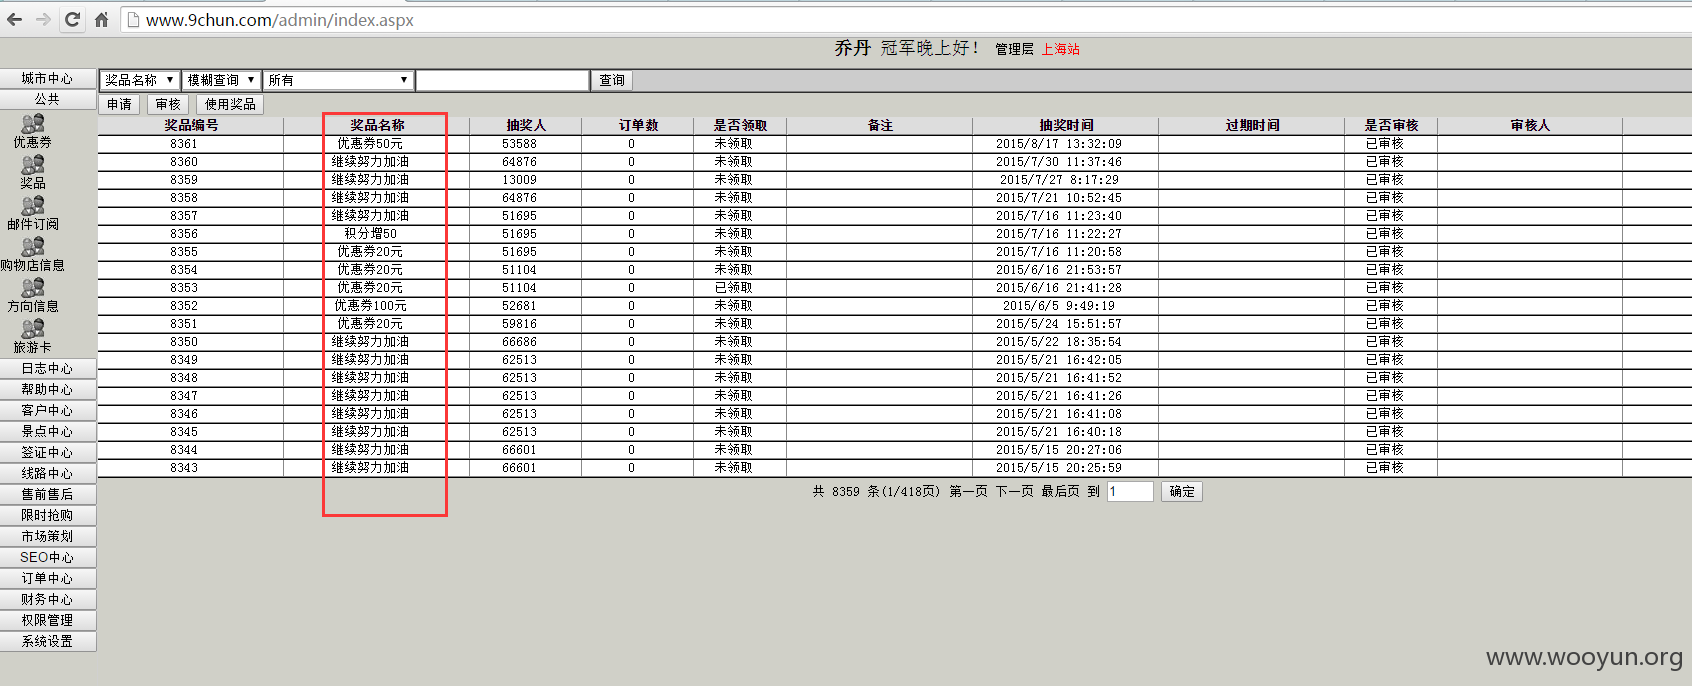 www.9chun.com/admin/index.aspx
乔丹 冠军晚上好！ 管理层 上海站
城市中心
公共
优惠券
奖品
邮件订阅
购物店信息
方向信息
旅游卡
日志中心
帮助中心
客户中心
景点中心
签证中心
线路中心
售前售后
限时抢购
市场策划
SEO中心
订单中心
财务中心
权限管理
系统设置
奖品名称 模糊查询 所有 查询
申请 审核 使用奖品
奖品编号 奖品名称 抽奖人 订单数 是否领取 备注 抽奖时间 过期时间 是否审核 审核人
8361 优惠券50元 53588 0 未领取 2015/8/17 13:32:09 已审核
8360 继续努力加油 64876 0 未领取 2015/7/30 11:37:46 已审核
8359 继续努力加油 13009 0 未领取 2015/7/27 8:17:29 已审核
8358 继续努力加油 64876 0 未领取 2015/7/21 10:52:45 已审核
8357 继续努力加油 51695 0 未领取 2015/7/16 11:23:40 已审核
8356 积分增50 51695 0 未领取 2015/7/16 11:22:27 已审核
8355 优惠券20元 51695 0 未领取 2015/7/16 11:20:58 已审核
8354 优惠券20元 51104 0 未领取 2015/6/16 21:53:57 已审核
8353 优惠券20元 51104 0 已领取 2015/6/16 21:41:28 已审核
8352 优惠券100元 52681 0 未领取 2015/6/5 9:49:19 已审核
8351 优惠券20元 59816 0 未领取 2015/5/24 15:51:57 已审核
8350 继续努力加油 66686 0 未领取 2015/5/22 18:35:54 已审核
8349 继续努力加油 62513 0 未领取 2015/5/21 16:42:05 已审核
8348 继续努力加油 62513 0 未领取 2015/5/21 16:41:52 已审核
8347 继续努力加油 62513 0 未领取 2015/5/21 16:41:26 已审核
8346 继续努力加油 62513 0 未领取 2015/5/21 16:41:08 已审核
8345 继续努力加油 62513 0 未领取 2015/5/21 16:40:18 已审核
8344 继续努力加油 66601 0 未领取 2015/5/15 20:27:06 已审核
8343 继续努力加油 66601 0 未领取 2015/5/15 20:25:59 已审核
共 8359 条(1/418页) 第一页 下一页 最后页 到 1 确定
www.wooyun.org